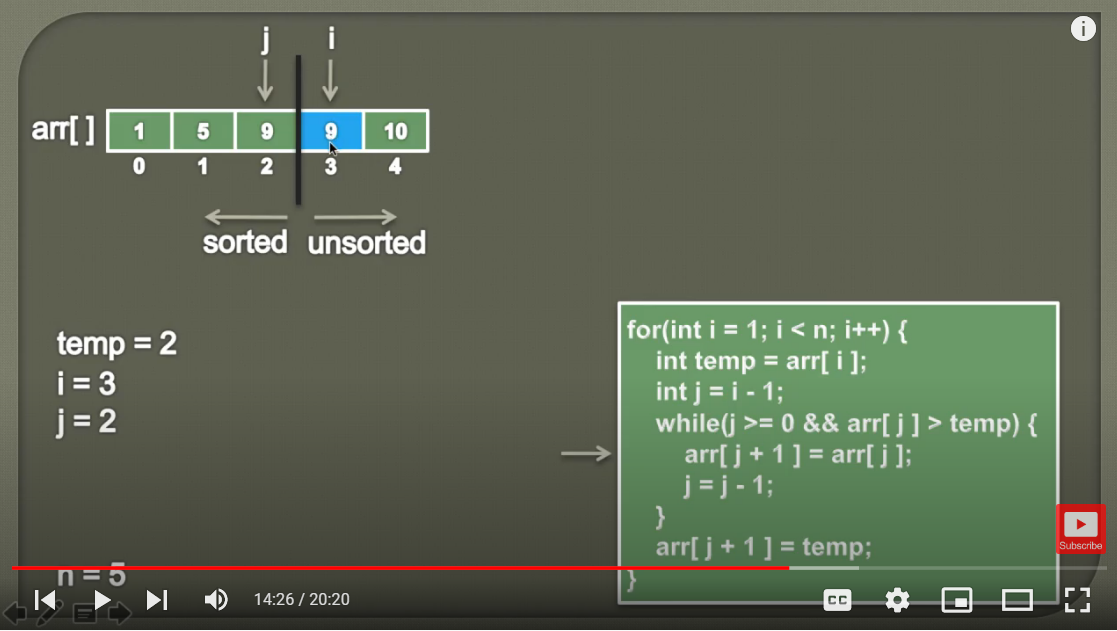 j i
arr[ ] 1 5 9 9 10
0 1 2 3 4
sorted unsorted
temp = 2
i = 3
j = 2
n = 5
for(int i = 1; i < n; i++) {
int temp = arr[ i ];
int j = i - 1;
while(j >= 0 && arr[ j ] > temp) {
arr[ j + 1 ] = arr[ j ];
j = j - 1;
}
arr[ j + 1 ] = temp;
}
Subscribe
14:26 / 20:20
CC